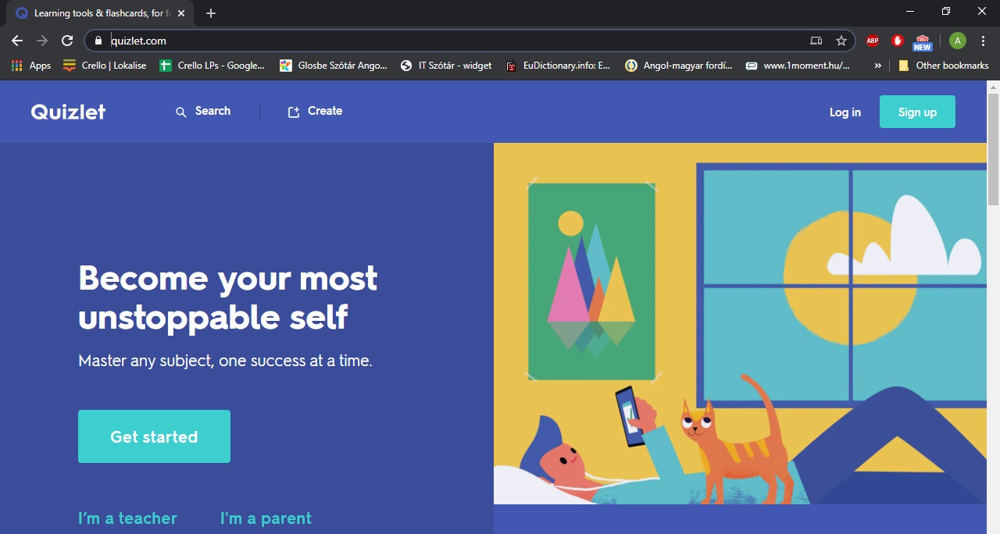 Learning tools & flashcards, for f
quizlet.com
ABP
NEW
A
Apps
Crello | Lokalise
Crello LPs - Google...
Glosbe Szótár Ango...
IT Szótár - widget
EuDictionary.info: E...
Angol-magyar fordí...
www.1moment.hu/...
»
Other bookmarks
Quizlet
Search
Create
Log in
Sign up
Become your most
unstoppable self
Master any subject, one success at a time.
Get started
I’m a teacher
I'm a parent